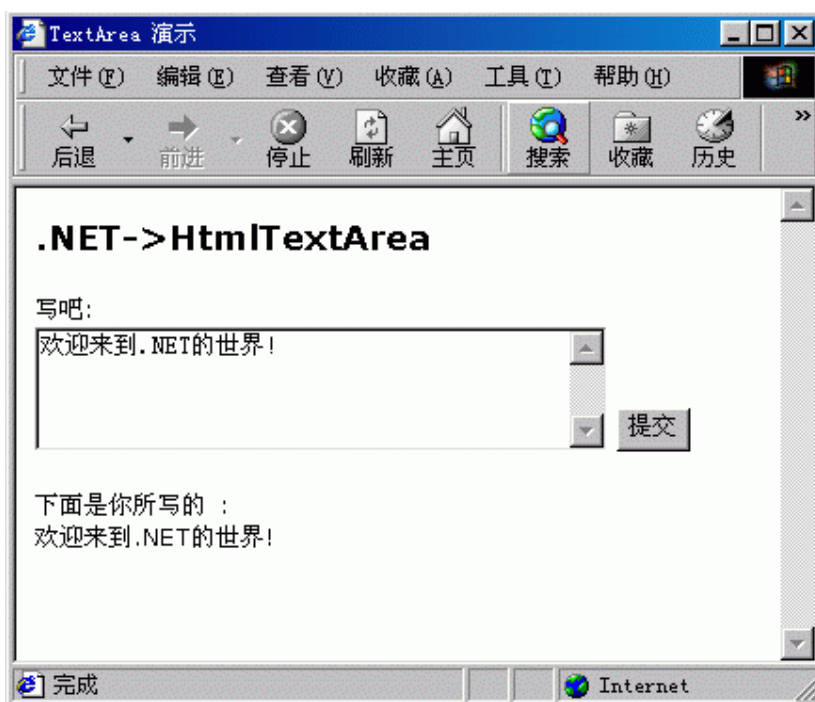 TextArea 演示
文件(F) 编辑(E) 查看(V) 收藏(A) 工具(T) 帮助(H)
后退 前进 停止 刷新 主页 搜索 收藏 历史 »
.NET->HtmlTextArea
写吧:
欢迎来到.NET的世界!
提交
下面是你所写的 :
欢迎来到.NET的世界!
完成 Internet